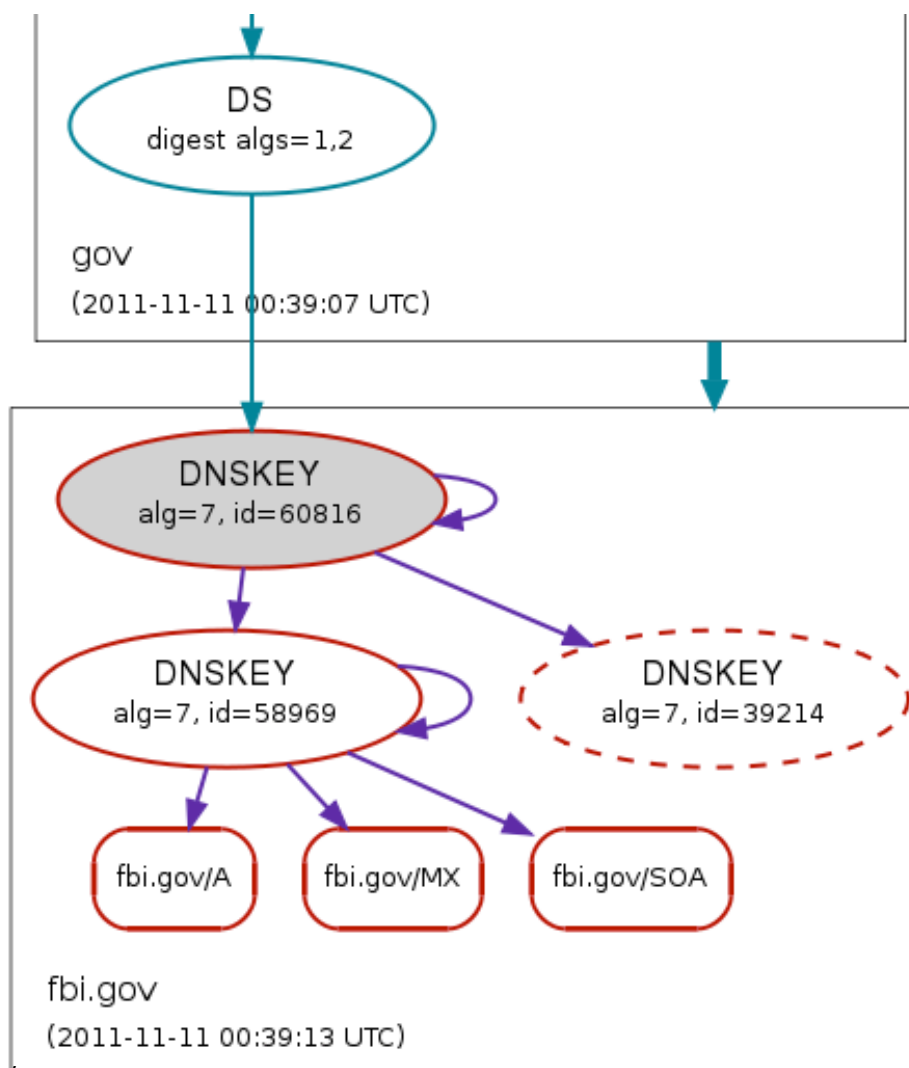 DS
digest algs=1,2
gov
(2011-11-11 00:39:07 UTC)
DNSKEY
alg=7, id=60816
DNSKEY
alg=7, id=58969
DNSKEY
alg=7, id=39214
fbi.gov/A
fbi.gov/MX
fbi.gov/SOA
fbi.gov
(2011-11-11 00:39:13 UTC)